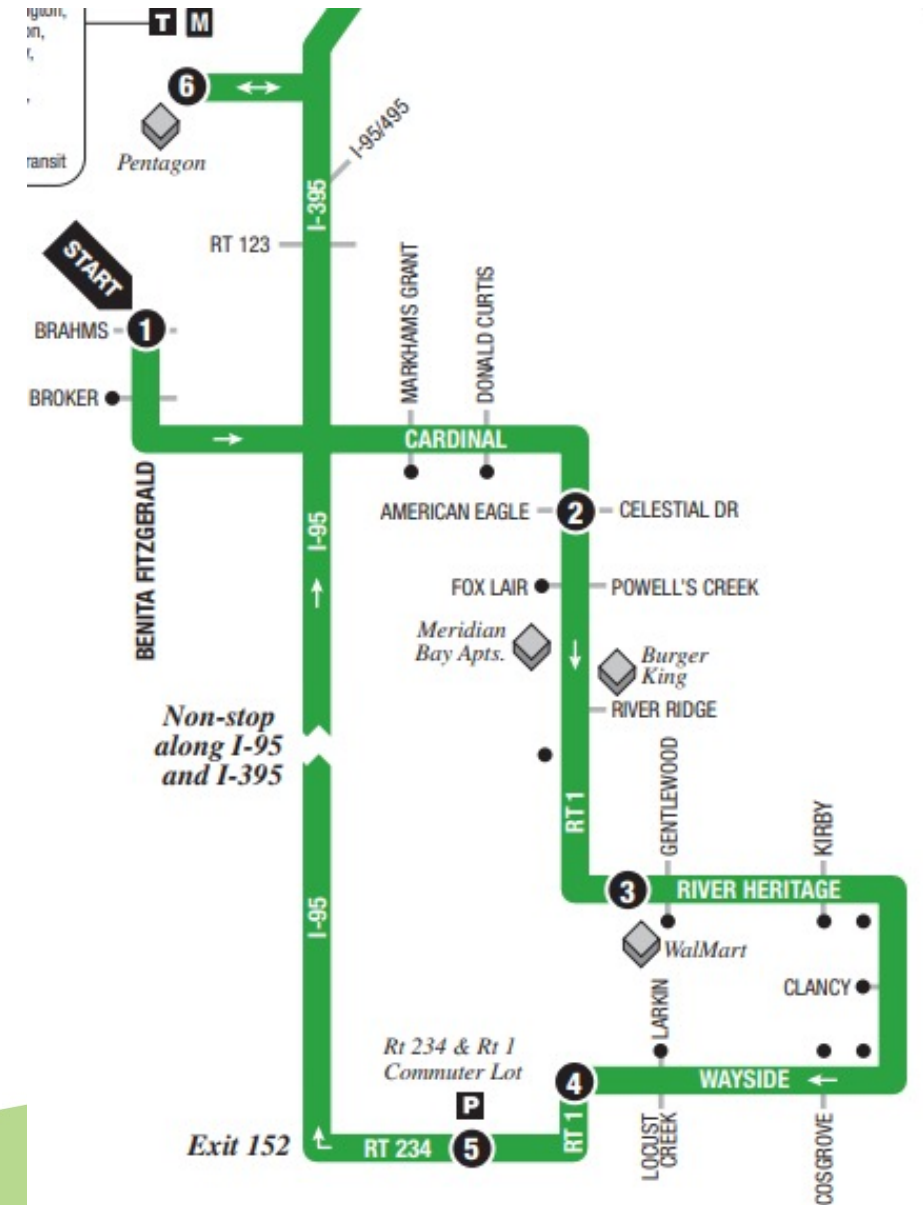 T M
6
ransit
Pentagon
I-95/495
I-395
RT 123
START
MARKHAMS GRANT
DONALD CURTIS
BRAHMS
1
BROKER
CARDINAL
AMERICAN EAGLE
2
CELESTIAL DR
I-95
BENITA FITZGERALD
FOX LAIR
POWELL'S CREEK
Meridian
Bay Apts.
Burger
King
RIVER RIDGE
Non-stop
along I-95
and I-395
GENTLEWOOD
RT 1
KIRBY
3
RIVER HERITAGE
I-95
WalMart
CLANCY
LARKIN
Rt 234 & Rt 1
Commuter Lot
4
WAYSIDE
P
Exit 152
RT 234
5
RT 1
LOCUST
CREEK
COSGROVE